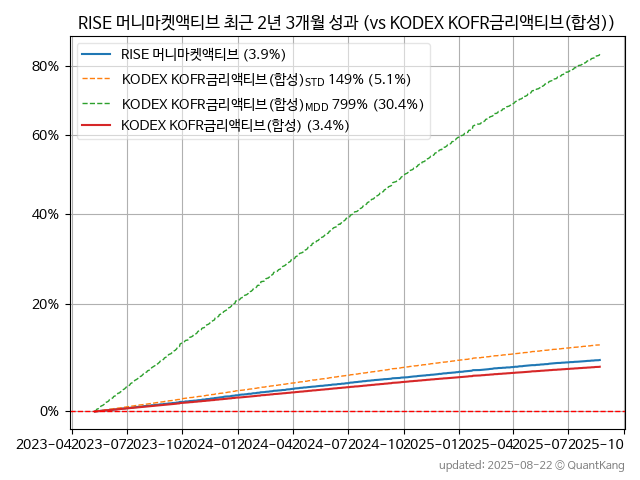 RISE 머니마켓액티브 최근 2년 3개월 성과 (vs KODEX KOFR금리액티브(합성))
RISE 머니마켓액티브 (3.9%)
KODEX KOFR금리액티브(합성)STD 149% (5.1%)
KODEX KOFR금리액티브(합성)MDD 799% (30.4%)
KODEX KOFR금리액티브(합성) (3.4%)
80%
60%
40%
20%
0%
2023-04 2023-07 2023-10 2024-01 2024-04 2024-07 2024-10 2025-01 2025-04 2025-07 2025-10
updated: 2025-08-22 © QuantKang